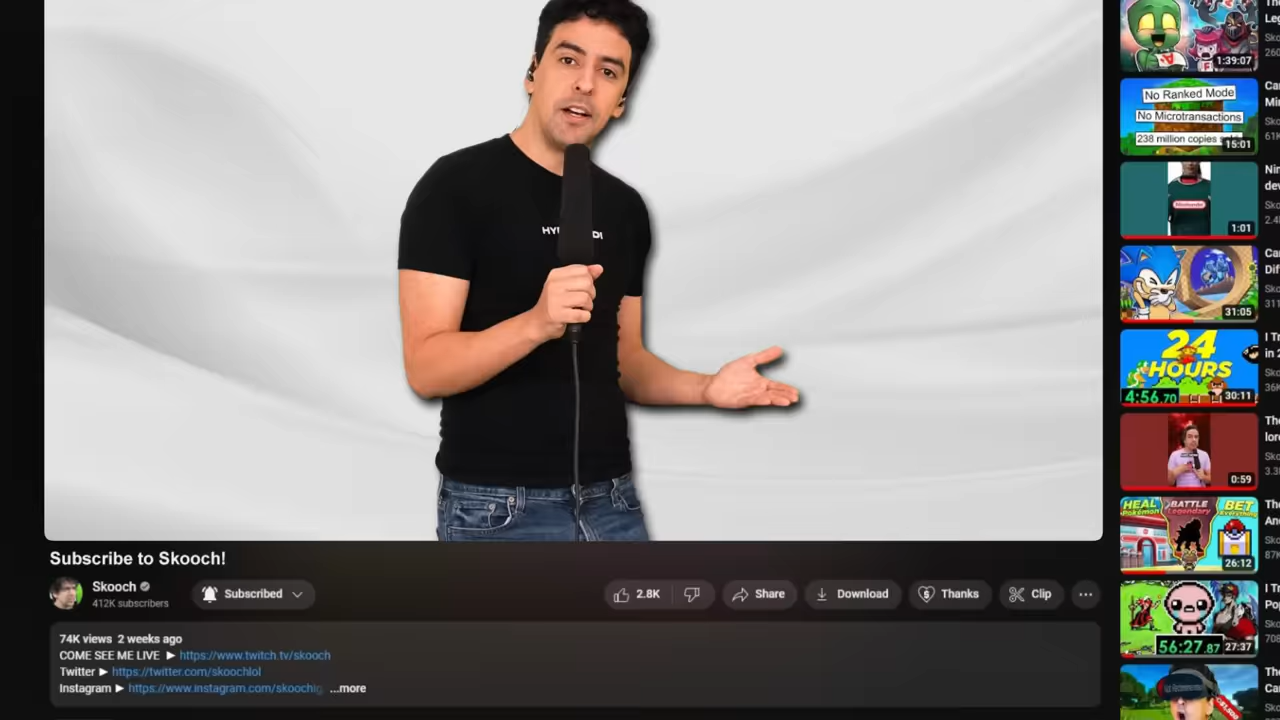 HY DI
Subscribe to Skooch!
Skooch
412K subscribers
Subscribed
2.8K
Share
Download
Thanks
Clip
74K views 2 weeks ago
COME SEE ME LIVE ► https://www.twitch.tv/skooch
Twitter ► https://twitter.com/skoochlol
Instagram ► https://www.instagram.com/skoochig ...more
1:39:07
No Ranked Mode
No Microtransactions
238 million copies
15:01
Nintendo
1:01
31:05
24
HOURS
4:56.70
30:11
0:59
HEAL Pokemon
BATTLE Legendary
BET Everything
26:12
56:27.87
27:37